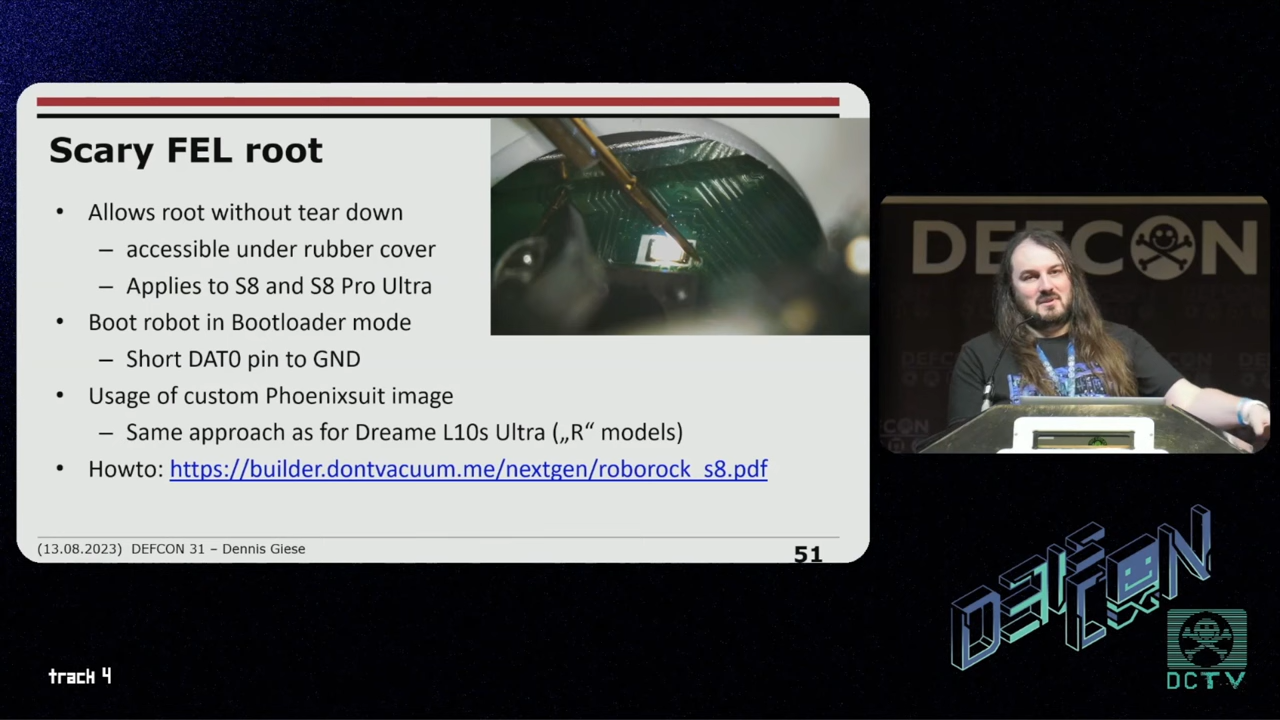 Scary FEL root
• Allows root without tear down
– accessible under rubber cover
– Applies to S8 and S8 Pro Ultra
• Boot robot in Bootloader mode
– Short DAT0 pin to GND
• Usage of custom Phoenixsuit image
– Same approach as for Dreame L10s Ultra („R“ models)
• Howto: https://builder.dontvacuum.me/nextgen/roborock_s8.pdf
(13.08.2023) DEFCON 31 – Dennis Giese
51
DEFCON
DEFCON
CON
DEFCON
track 4
DCTV